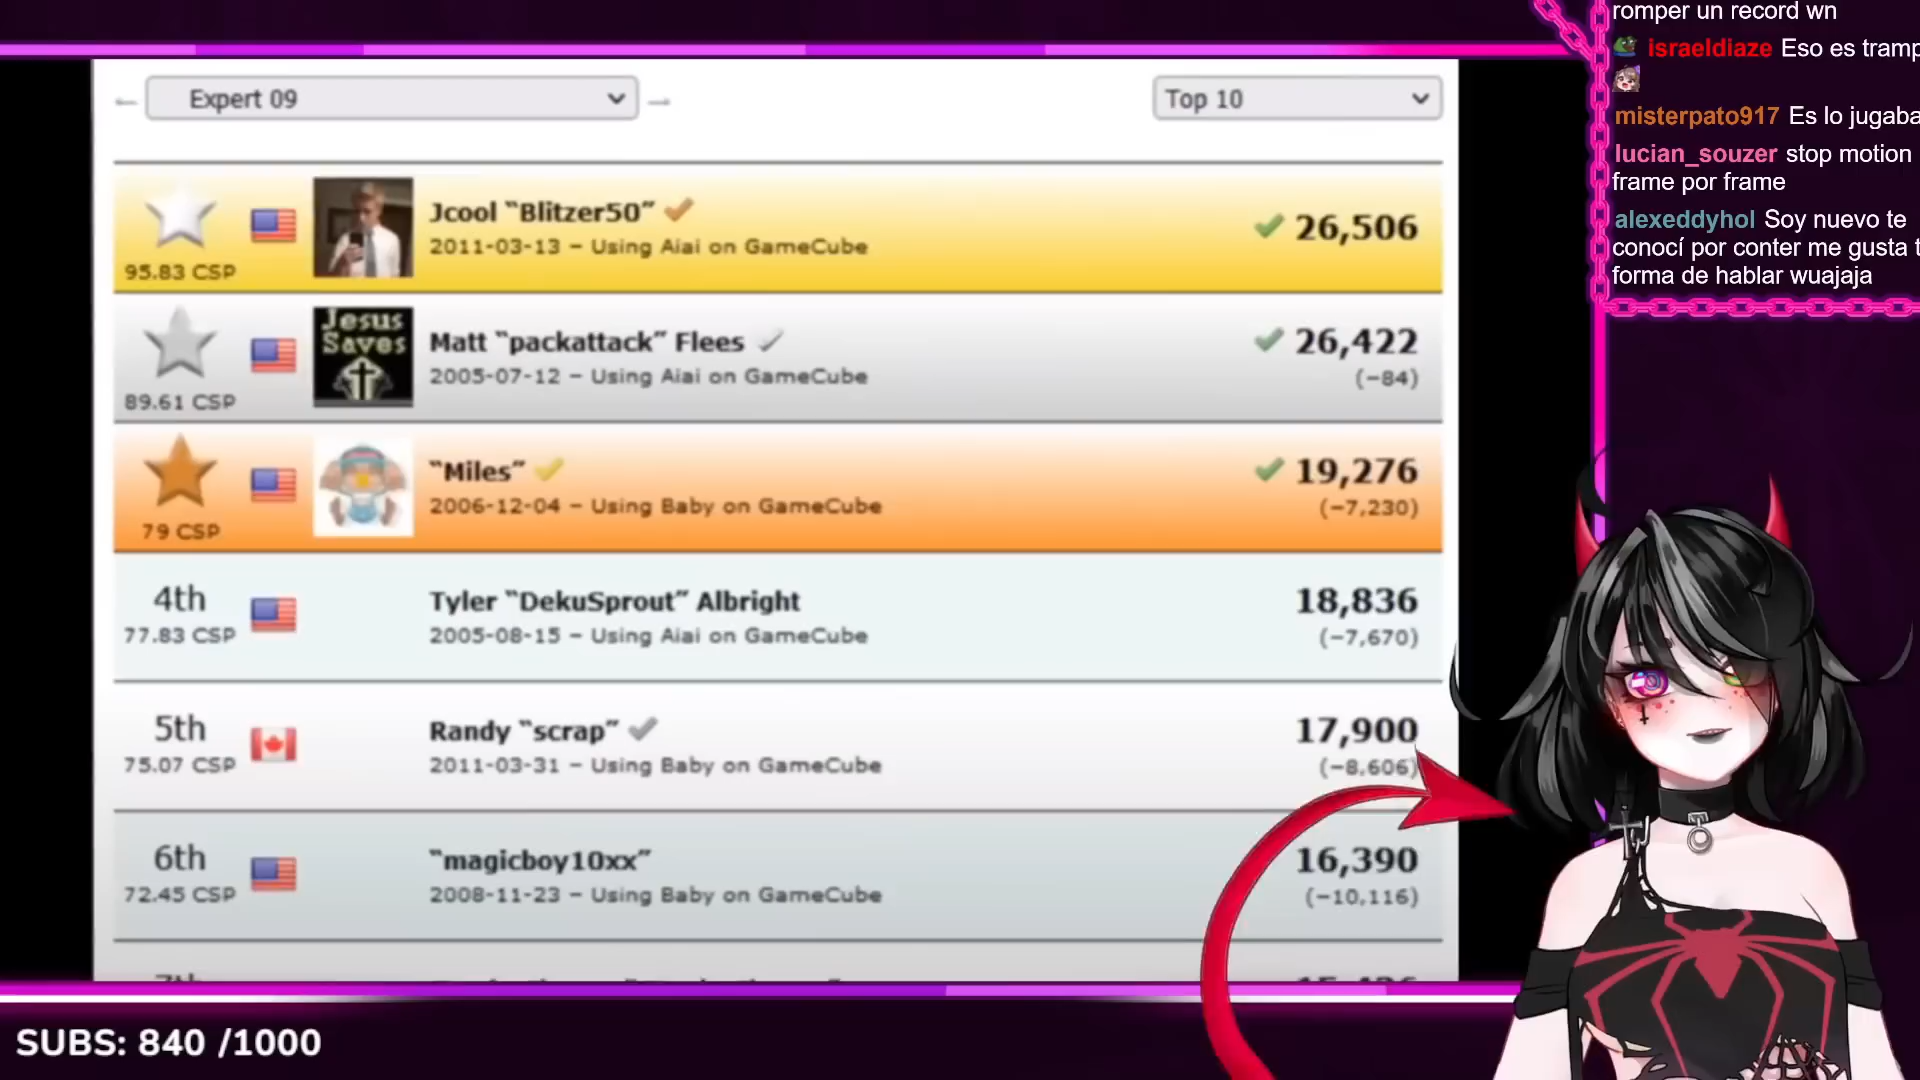 Expert 09
Top 10
Jcool “Blitzer50”
2011-03-13 – Using Aiai on GameCube
95.83 CSP
26,506
Jesus
Saves
Matt “packattack” Flees
2005-07-12 – Using Aiai on GameCube
89.61 CSP
26,422
(−84)
“Miles”
2006-12-04 – Using Baby on GameCube
79 CSP
19,276
(−7,230)
4th
77.83 CSP
Tyler “DekuSprout” Albright
2005-08-15 – Using Aiai on GameCube
18,836
(−7,670)
5th
75.07 CSP
Randy “scrap”
2011-03-31 – Using Baby on GameCube
17,900
(−8,606)
6th
72.45 CSP
“magicboy10xx”
2008-11-23 – Using Baby on GameCube
16,390
(−10,116)
romper un record wn
israeldiaze Eso es tramp
misterpato917 Es lo jugaba
lucian_souzer stop motion
frame por frame
alexeddyhol Soy nuevo te
conocí por conter me gusta t
forma de hablar wuajaja
SUBS: 840 /1000